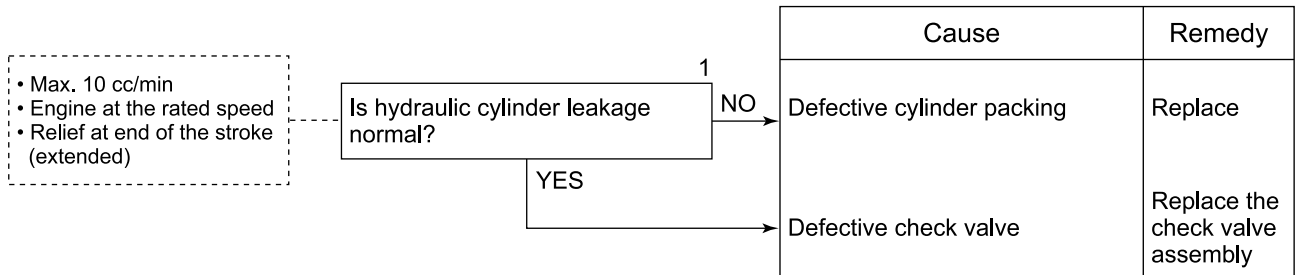 Cause
Remedy
• Max. 10 cc/min
• Engine at the rated speed
• Relief at end of the stroke
(extended)
1
Is hydraulic cylinder leakage
normal?
NO
Defective cylinder packing
Replace
YES
Defective check valve
Replace the
check valve
assembly